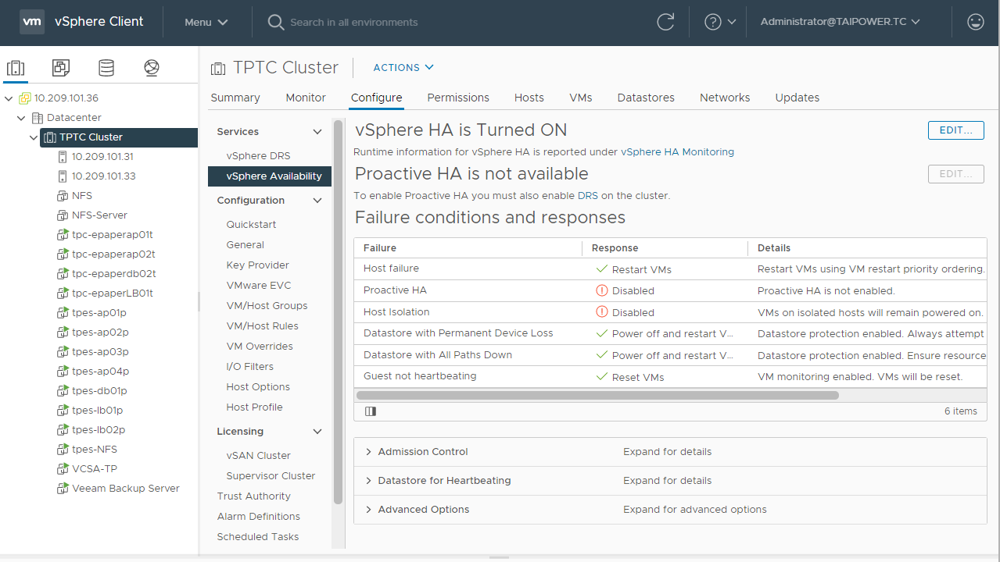 vm vSphere Client Menu Search in all environments Administrator@TAIPOWER.TC
10.209.101.36
Datacenter
TPTC Cluster
10.209.101.31
10.209.101.33
NFS
NFS-Server
tpc-epaperap01t
tpc-epaperap02t
tpc-epaperdb02t
tpc-epaperLB01t
tpes-ap01p
tpes-ap02p
tpes-ap03p
tpes-ap04p
tpes-db01p
tpes-lb01p
tpes-lb02p
tpes-NFS
VCSA-TP
Veeam Backup Server
TPTC Cluster ACTIONS
Summary Monitor Configure Permissions Hosts VMs Datastores Networks Updates
Services
vSphere DRS
vSphere Availability
Configuration
Quickstart
General
Key Provider
VMware EVC
VM/Host Groups
VM/Host Rules
VM Overrides
I/O Filters
Host Options
Host Profile
Licensing
vSAN Cluster
Supervisor Cluster
Trust Authority
Alarm Definitions
Scheduled Tasks
vSphere HA is Turned ON EDIT...
Runtime information for vSphere HA is reported under vSphere HA Monitoring
Proactive HA is not available EDIT...
To enable Proactive HA you must also enable DRS on the cluster.
Failure conditions and responses
Failure Response Details
Host failure Restart VMs Restart VMs using VM restart priority ordering.
Proactive HA Disabled Proactive HA is not enabled.
Host Isolation Disabled VMs on isolated hosts will remain powered on.
Datastore with Permanent Device Loss Power off and restart V... Datastore protection enabled. Always attempt
Datastore with All Paths Down Power off and restart V... Datastore protection enabled. Ensure resource
Guest not heartbeating Reset VMs VM monitoring enabled. VMs will be reset.
6 items
Admission Control Expand for details
Datastore for Heartbeating Expand for details
Advanced Options Expand for advanced options